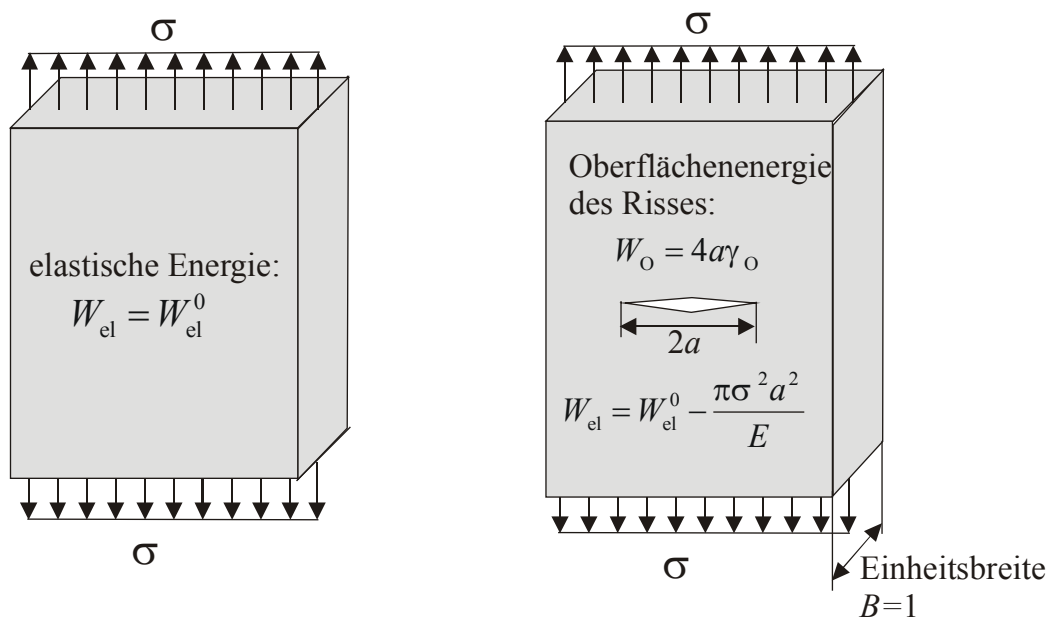 σ
elastische Energie:
W_el = W_el^0
σ
σ
Oberflächenenergie
des Risses:
W_O = 4aγ_O
2a
W_el = W_el^0 - πσ²a²/E
σ
Einheitsbreite
B=1